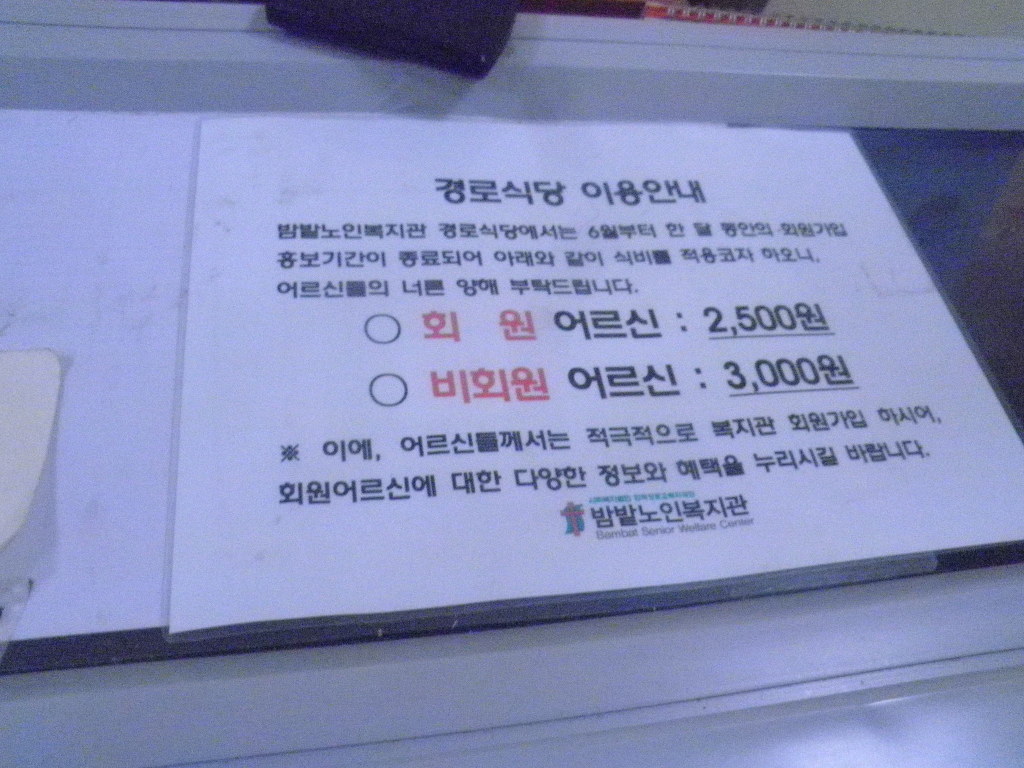 경로식당 이용안내
밤밭노인복지관 경로식당에서는 6월부터 한 달 동안의 회원가입
홍보기간이 종료되어 아래와 같이 식비를 적용코자 하오니,
어르신들의 너른 양해 부탁드립니다.
○ 회 원 어르신 : 2,500원
○ 비회원 어르신 : 3,000원
※ 이에, 어르신들께서는 적극적으로 복지관 회원가입 하시어,
회원어르신에 대한 다양한 정보와 혜택을 누리시길 바랍니다.
밤밭노인복지관
Bambat Senior Welfare Center